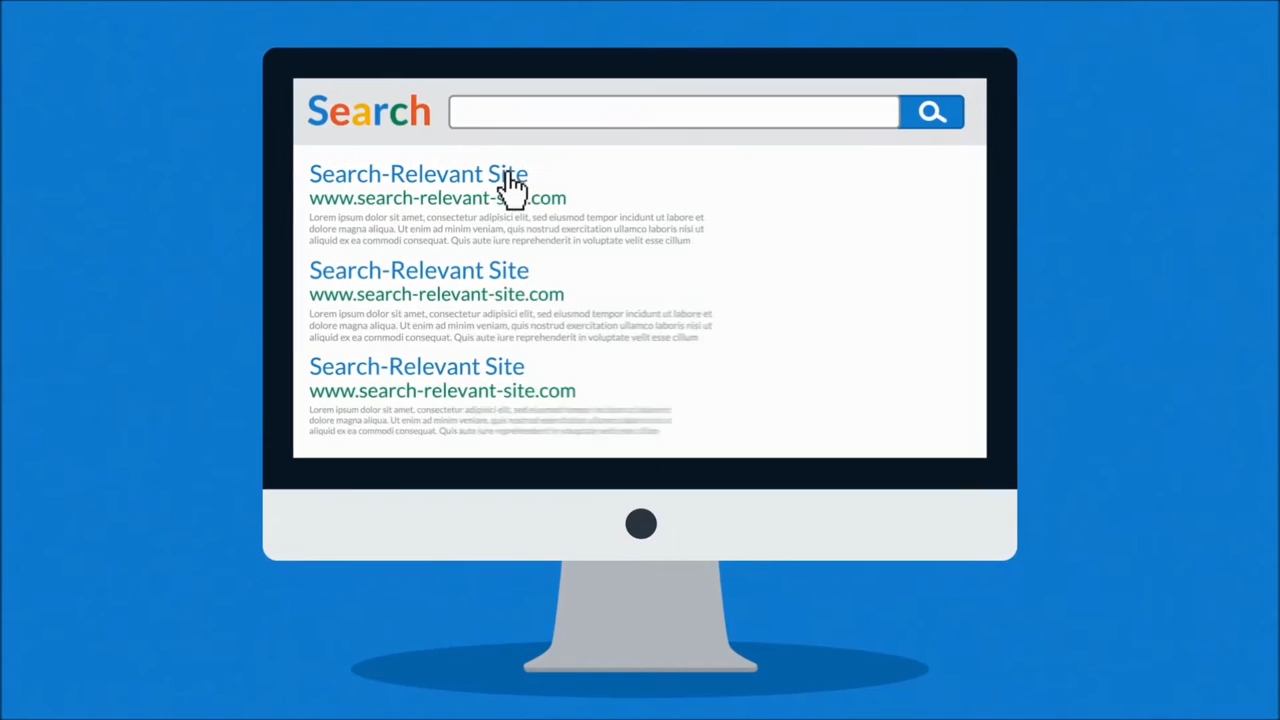 Search
Search-Relevant Site
www.search-relevant-s .com
Lorem ipsum dolor sit amet, consectetur adipisici elit, sed eiusmod tempor incidunt ut labore et
dolore magna aliqua. Ut enim ad minim veniam, quis nostrud exercitation ullamco laboris nisi ut
aliquid ex ea commodi consequat. Quis aute iure reprehenderit in voluptate velit esse cillum
Search-Relevant Site
www.search-relevant-site.com
Lorem ipsum dolor sit amet, consectetur adipisici elit, sed eiusmod tempor incidunt ut labore et
dolore magna aliqua. Ut enim ad minim veniam, quis nostrud exercitation ullamco laboris nisi ut
aliquid ex ea commodi consequat. Quis aute iure reprehenderit in voluptate velit esse cillum
Search-Relevant Site
www.search-relevant-site.com
Lorem ipsum dolor sit amet, consectetur
dolore magna aliqua. Ut enim ad minim veniam,
aliquid ex ea commodi consequat. Quis aute iure